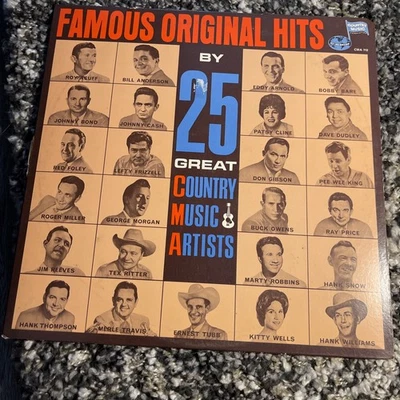 FAMOUS ORIGINAL HITS
BY
25
GREAT
COUNTRY
MUSIC
ARTISTS
ROY ACUFF
BILL ANDERSON
EDDY ARNOLD
BOBBY BARE
JOHNNY BOND
JOHNNY CASH
PATSY CLINE
DAVE DUDLEY
RED FOLEY
LEFTY FRIZZELL
DON GIBSON
PEE WEE KING
ROGER MILLER
GEORGE MORGAN
BUCK OWENS
RAY PRICE
JIM REEVES
TEX RITTER
MARTY ROBBINS
HANK SNOW
HANK THOMPSON
MERLE TRAVIS
ERNEST TUBB
KITTY WELLS
HANK WILLIAMS